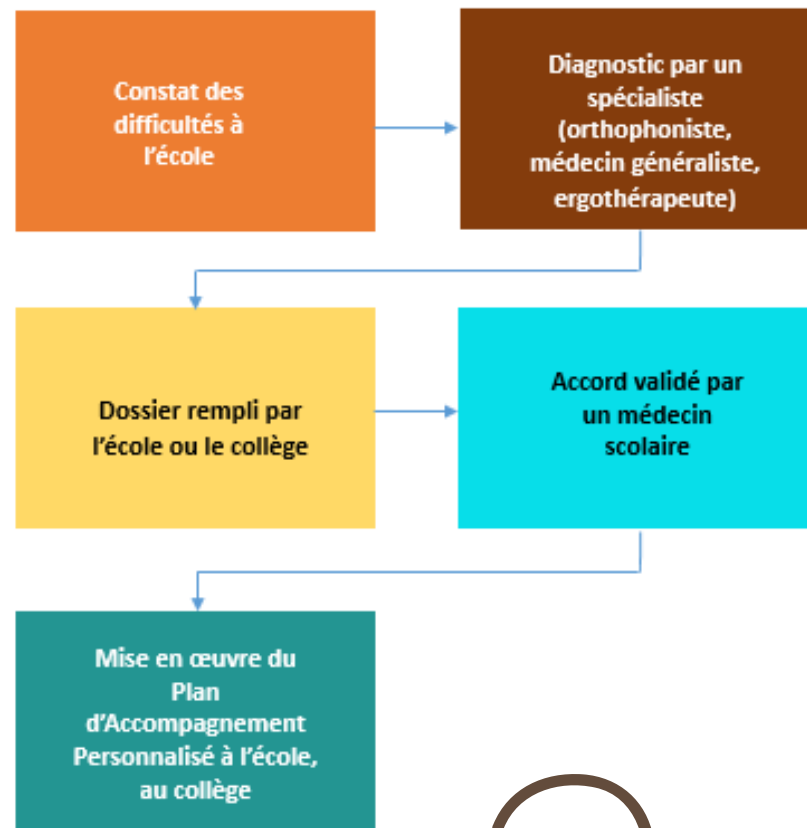 Constat des
difficultés à
l'école
Diagnostic par un
spécialiste
(orthophoniste,
médecin généraliste,
ergothérapeute)
Dossier rempli par
l'école ou le collège
Accord validé par
un médecin
scolaire
Mise en œuvre du
Plan
d'Accompagnement
Personnalisé à l'école,
au collège